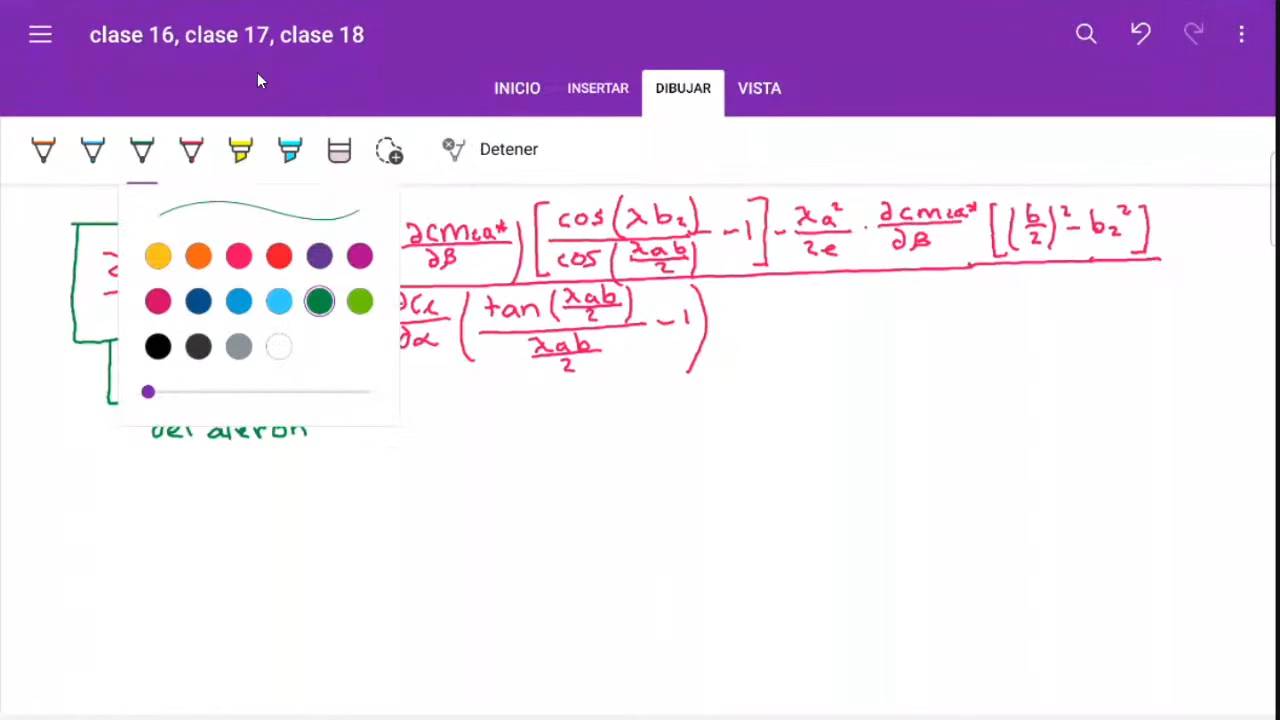 clase 16, clase 17, clase 18
INICIO INSERTAR DIBUJAR VISTA
Detener
∂Cmca*/∂β ) [ cos(λb₂)/cos(λab/2) - 1 ] - λa²/2e · ∂Cmca*/∂β [ (b/2)² - b₂² ]
∂CL/∂α ( tan(λab/2)/(λab/2) - 1 )
del aleron